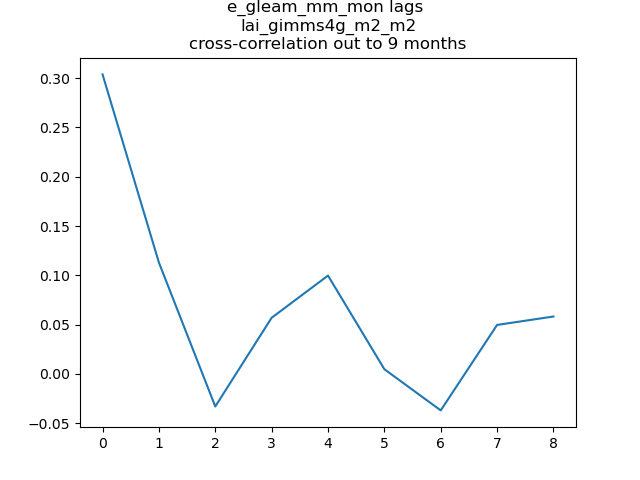 e_gleam_mm_mon lags
lai_gimms4g_m2_m2
cross-correlation out to 9 months
0.30
0.25
0.20
0.15
0.10
0.05
0.00
−0.05
0 1 2 3 4 5 6 7 8